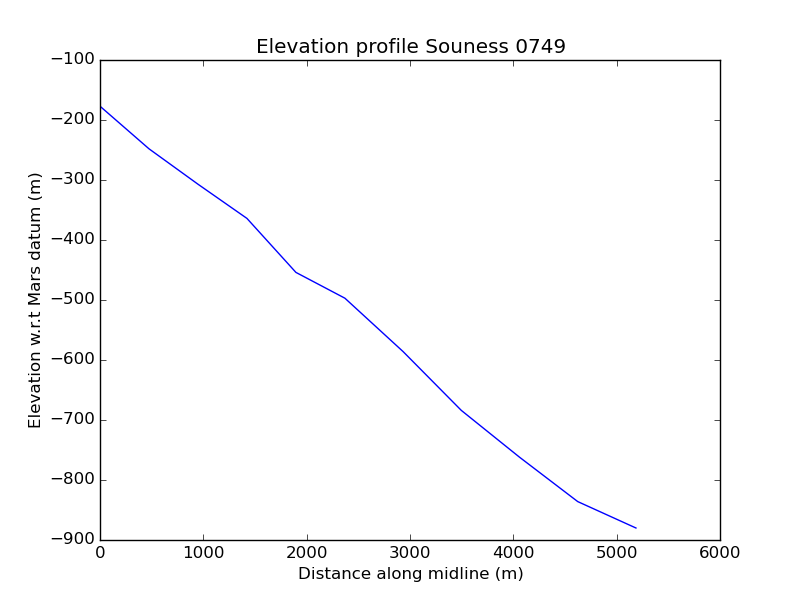 Elevation profile Souness 0749
−100
−200
−300
−400
−500
−600
−700
−800
−900
Elevation w.r.t Mars datum (m)
0 1000 2000 3000 4000 5000 6000
Distance along midline (m)